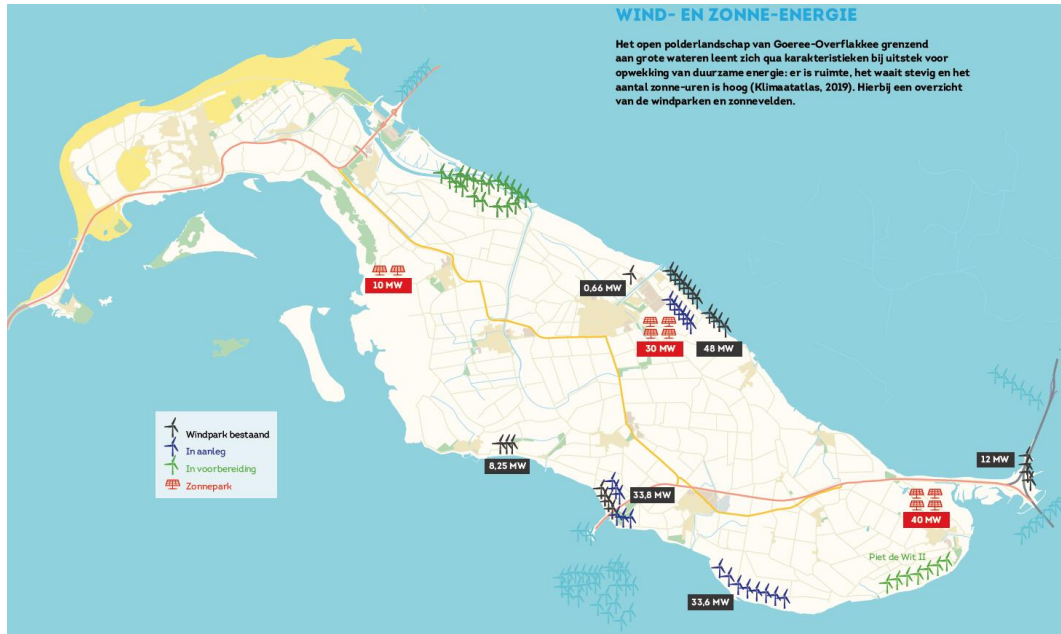 WIND- EN ZONNE-ENERGIE
Het open polderlandschap van Goeree-Overflakkee grenzend
aan grote wateren leent zich qua karakteristieken bij uitstek voor
opwekking van duurzame energie: er is ruimte, het waait stevig en het
aantal zonne-uren is hoog (Klimaatatlas, 2019). Hierbij een overzicht
van de windparken en zonnevelden.
10 MW
0,66 MW
30 MW
48 MW
Windpark bestaand
In aanleg
In voorbereiding
Zonnepark
8,25 MW
12 MW
33,8 MW
40 MW
Piet de Wit II
33,6 MW